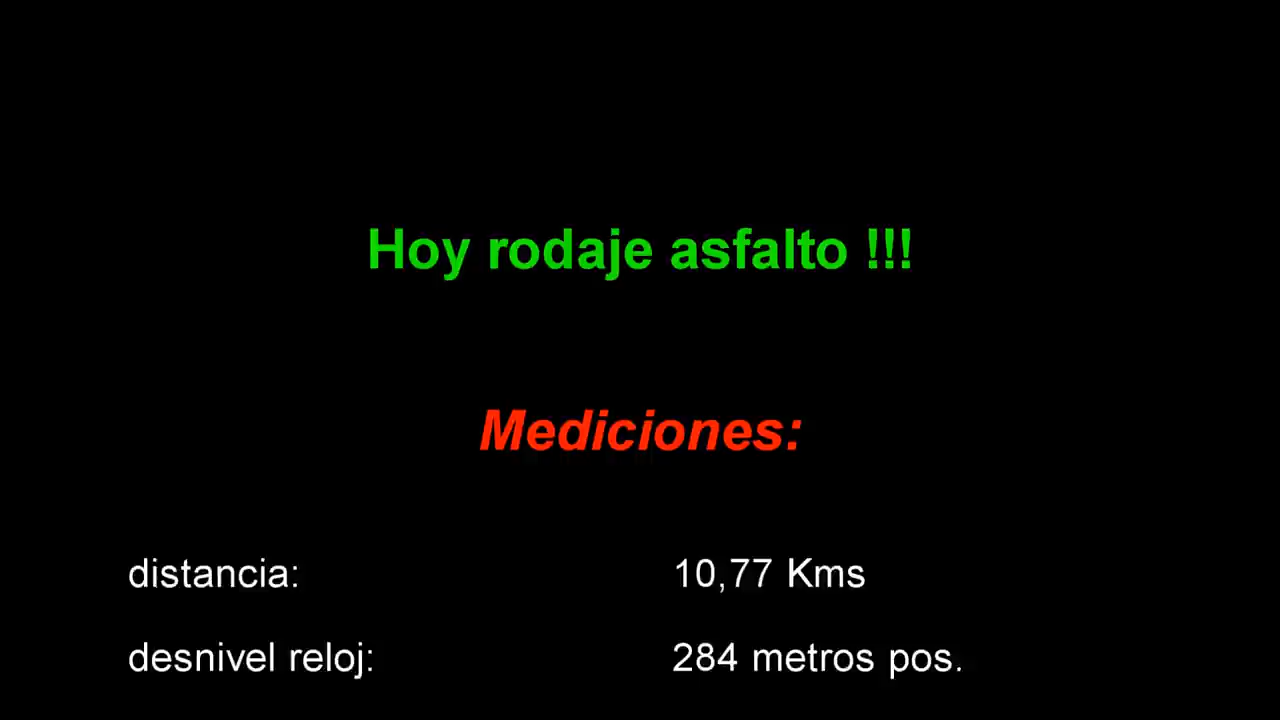 Hoy rodaje asfalto !!!
Mediciones:
distancia: 10,77 Kms
desnivel reloj: 284 metros pos.